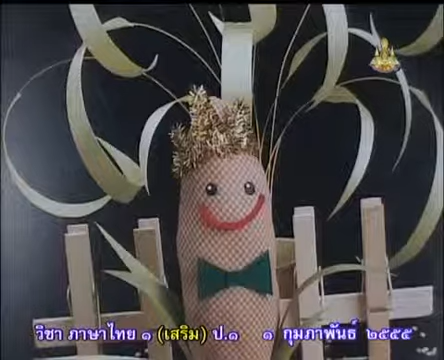 วิชา ภาษาไทย ๑ (เสริม) ป.๑ ๑ กุมภาพันธ์ ๒๕๕๕